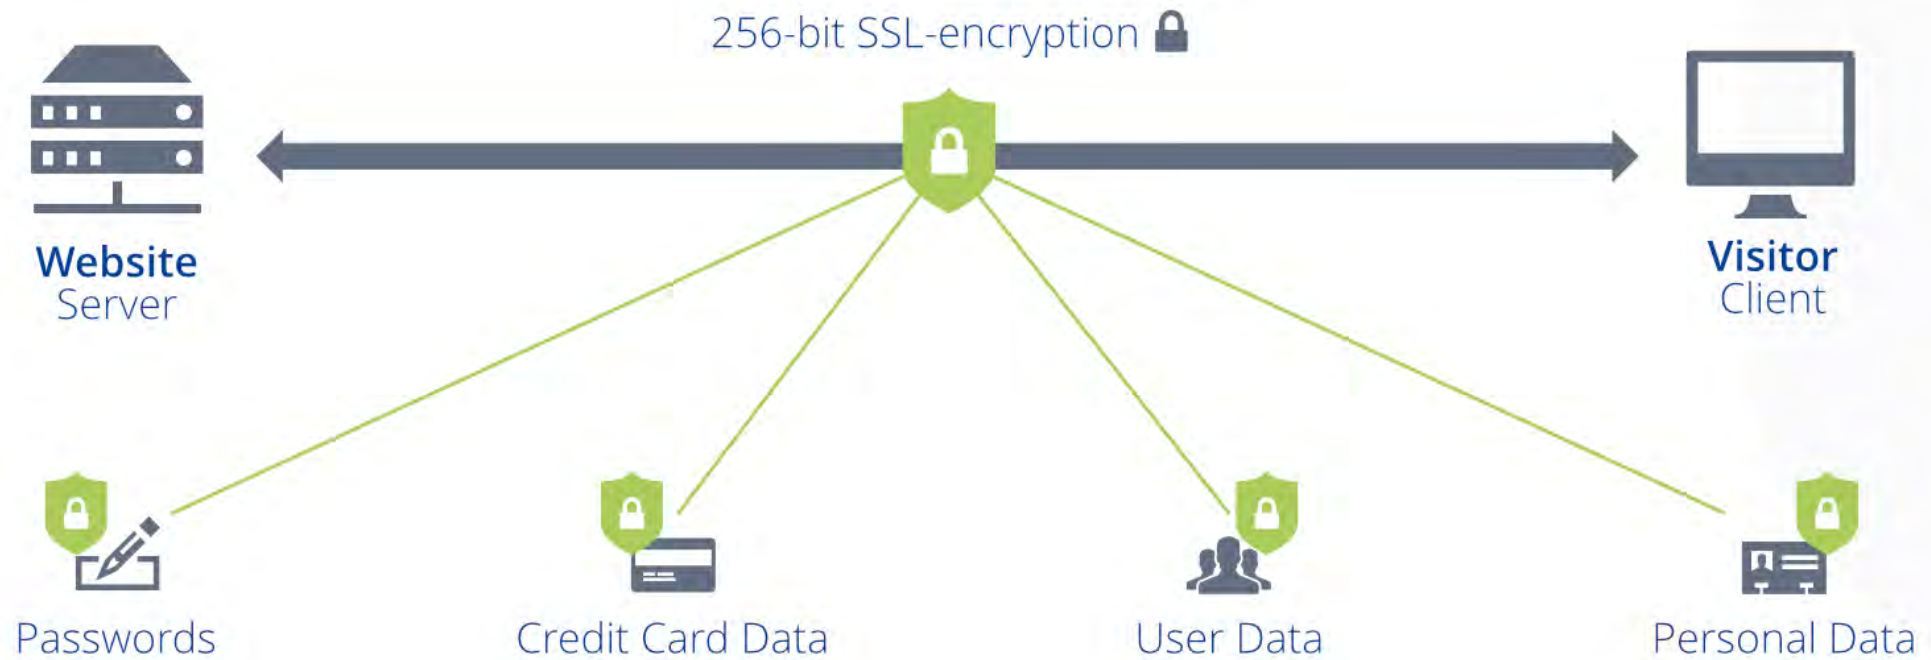 256-bit SSL-encryption
Website
Server
Visitor
Client
Passwords
Credit Card Data
User Data
Personal Data